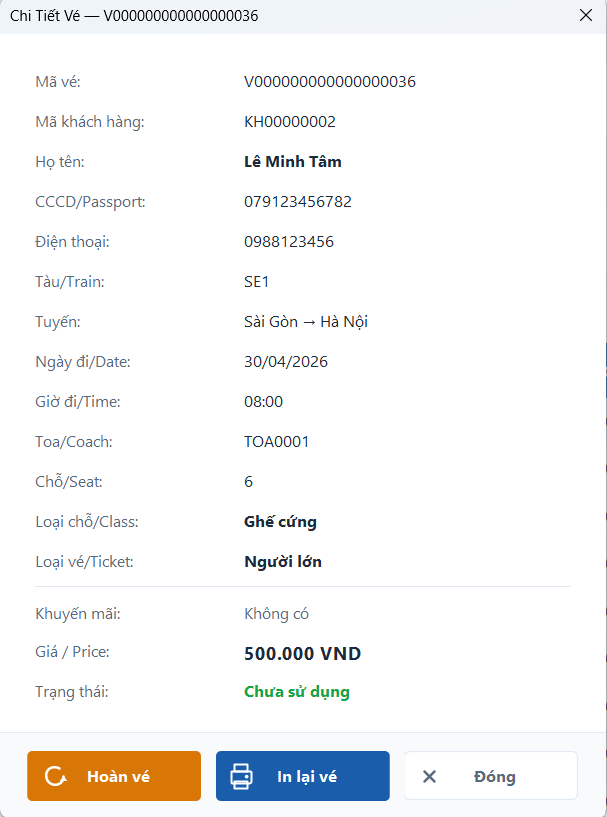 Chi Tiết Vé — V000000000000000036
Mã vé: V000000000000000036
Mã khách hàng: KH00000002
Họ tên: Lê Minh Tâm
CCCD/Passport: 079123456782
Điện thoại: 0988123456
Tàu/Train: SE1
Tuyến: Sài Gòn → Hà Nội
Ngày đi/Date: 30/04/2026
Giờ đi/Time: 08:00
Toa/Coach: TOA0001
Chỗ/Seat: 6
Loại chỗ/Class: Ghế cứng
Loại vé/Ticket: Người lớn
Khuyến mãi: Không có
Giá / Price: 500.000 VND
Trạng thái: Chưa sử dụng
Hoàn vé In lại vé Đóng